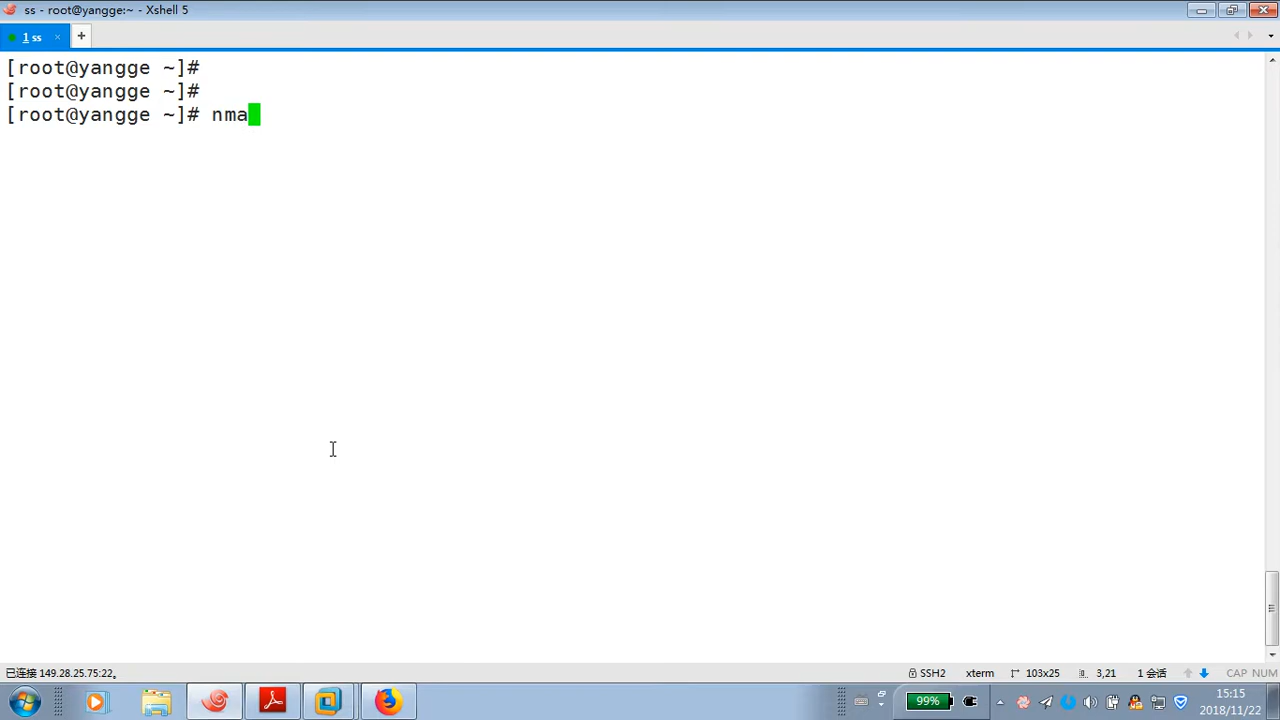 ss - root@yangge:~ - Xshell 5
1 ss × +
[root@yangge ~]#
[root@yangge ~]#
[root@yangge ~]# nma
已连接 149.28.25.75:22。
SSH2 xterm 103x25 3,21 1 会话 CAP NUM
99%
15:15
2018/11/22